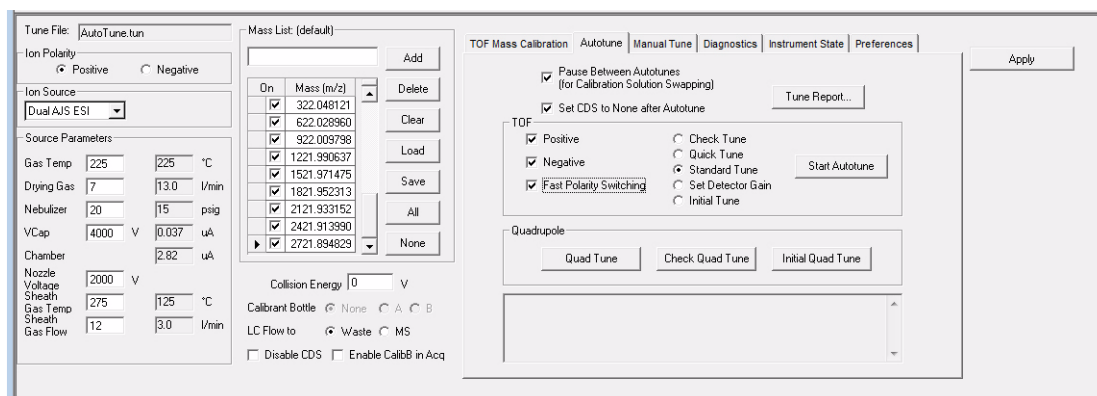 Tune File: AutoTune.tun
Ion Polarity
Positive Negative
Ion Source
Dual AJS ESI
Source Parameters
Gas Temp 225 225 °C
Drying Gas 7 13.0 l/min
Nebulizer 20 15 psig
VCap 4000 V 0.037 uA
Chamber 2.82 uA
Nozzle
Voltage 2000 V
Sheath
Gas Temp 275 125 °C
Sheath
Gas Flow 12 3.0 l/min
Mass List: (default)
Add
On Mass (m/z) Delete
322.048121
622.028960 Clear
922.009798
1221.990637 Load
1521.971475
1821.952313 Save
2121.933152 All
2421.913990
2721.894829 None
Collision Energy 0 V
Calibrant Bottle None A B
LC Flow to Waste MS
Disable CDS Enable CalibB in Acq
TOF Mass Calibration Autotune Manual Tune Diagnostics Instrument State Preferences
Pause Between Autotunes
(for Calibration Solution Swapping)
Tune Report...
Set CDS to None after Autotune
TOF
Positive Check Tune
Quick Tune
Negative Standard Tune Start Autotune
Fast Polarity Switching Set Detector Gain
Initial Tune
Quadrupole
Quad Tune Check Quad Tune Initial Quad Tune
Apply